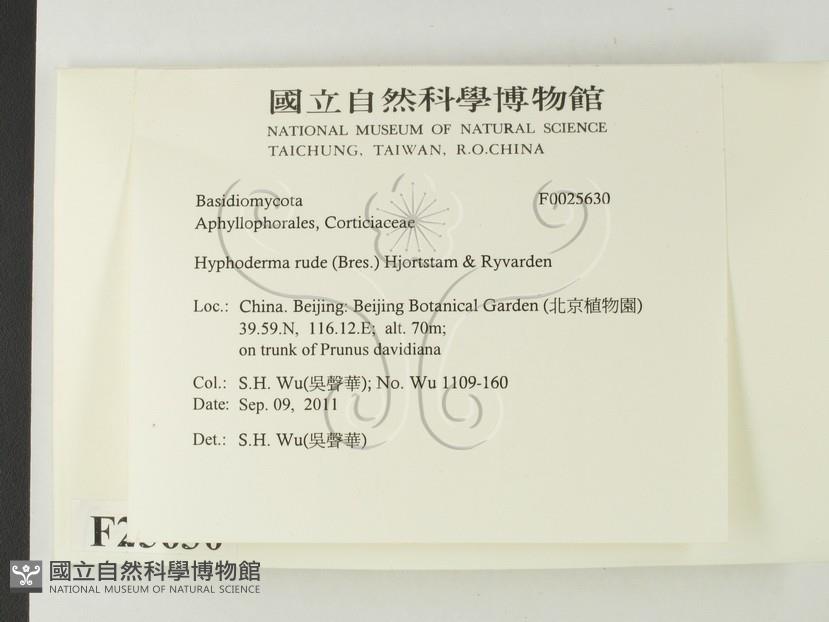 國立自然科學博物館
NATIONAL MUSEUM OF NATURAL SCIENCE
TAICHUNG, TAIWAN, R.O.CHINA
Basidiomycota F0025630
Aphyllophorales, Corticiaceae
Hyphoderma rude (Bres.) Hjortstam & Ryvarden
Loc.: China. Beijing: Beijing Botanical Garden (北京植物園)
39.59.N, 116.12.E; alt. 70m;
on trunk of Prunus davidiana
Col.: S.H. Wu(吳聲華); No. Wu 1109-160
Date: Sep. 09, 2011
Det.: S.H. Wu(吳聲華)
F25630
國立自然科學博物館
NATIONAL MUSEUM OF NATURAL SCIENCE